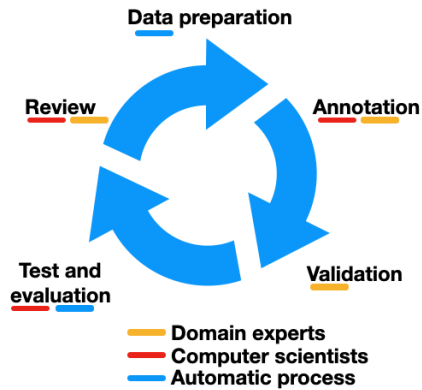 Data preparation
Review
Annotation
Test and
evaluation
Validation
Domain experts
Computer scientists
Automatic process